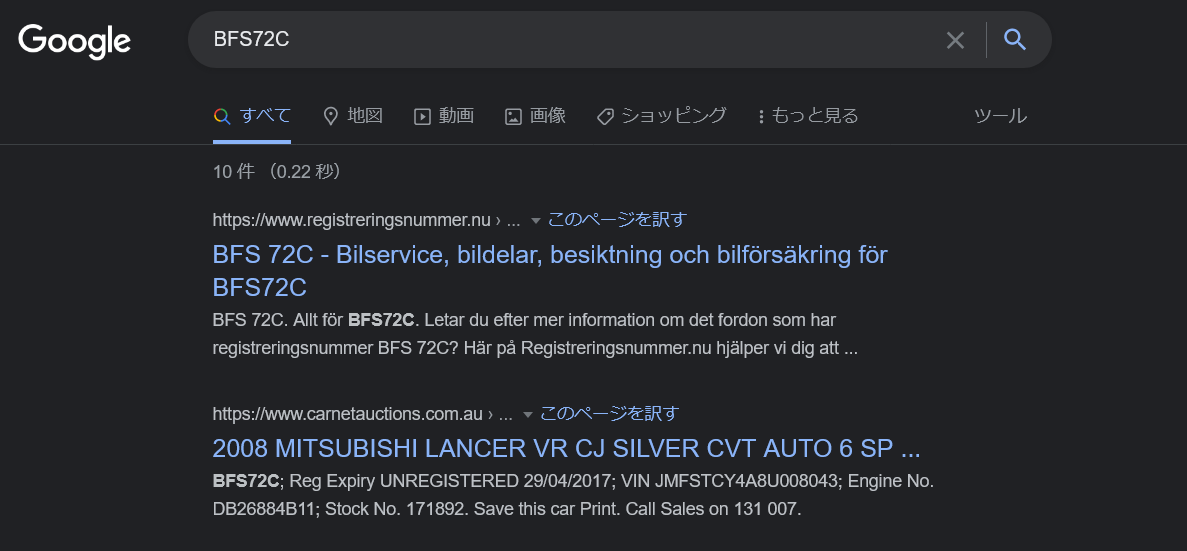 Google
BFS72C
すべて 地図 動画 画像 ショッピング もっと見る ツール
10 件 （0.22 秒）
https://www.registreringsnummer.nu › ... このページを訳す
BFS 72C - Bilservice, bildelar, besiktning och bilförsäkring för
BFS72C
BFS 72C. Allt för BFS72C. Letar du efter mer information om det fordon som har
registreringsnummer BFS 72C? Här på Registreringsnummer.nu hjälper vi dig att ...
https://www.carnetauctions.com.au › ... このページを訳す
2008 MITSUBISHI LANCER VR CJ SILVER CVT AUTO 6 SP ...
BFS72C; Reg Expiry UNREGISTERED 29/04/2017; VIN JMFSTCY4A8U008043; Engine No.
DB26884B11; Stock No. 171892. Save this car Print. Call Sales on 131 007.